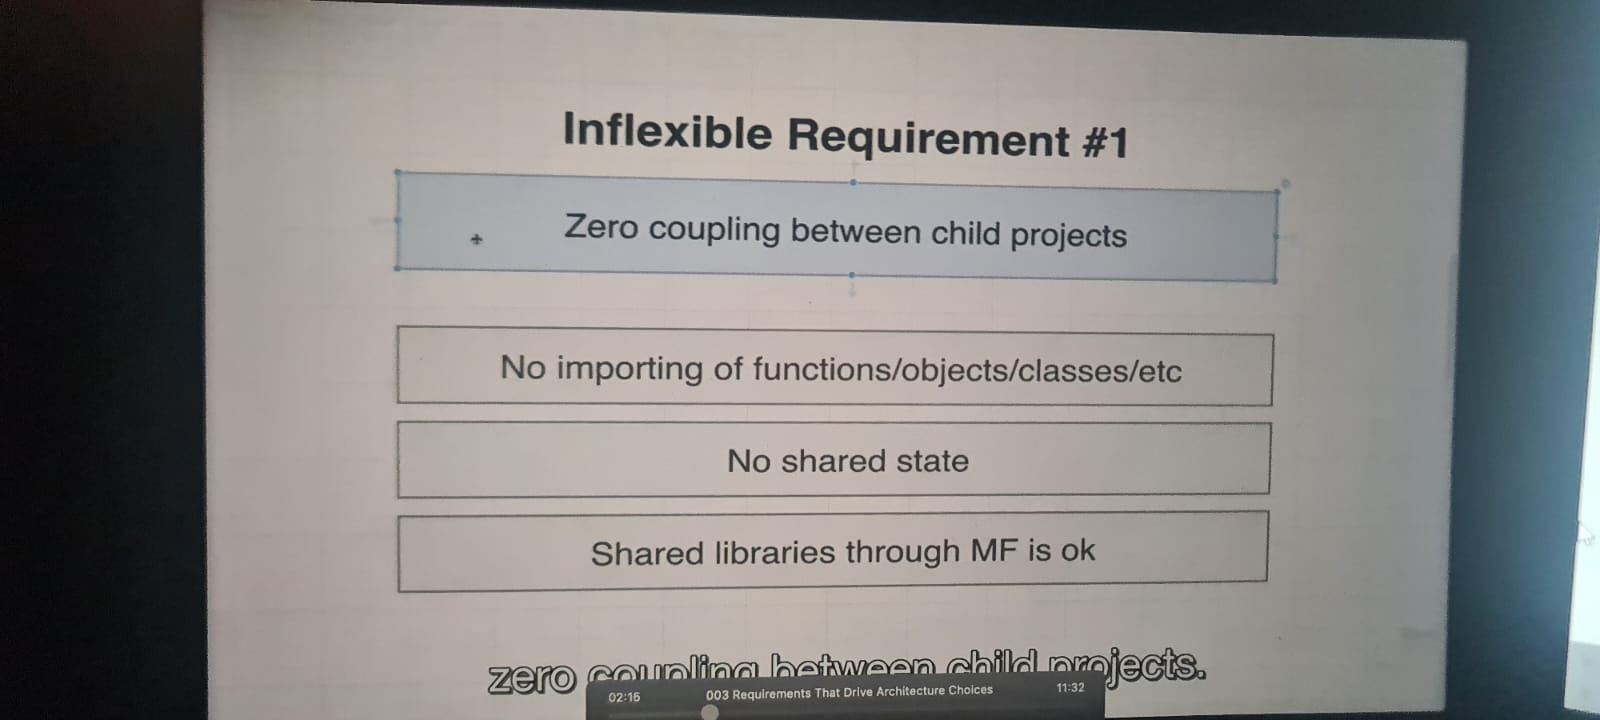 Inflexible Requirement #1
Zero coupling between child projects
No importing of functions/objects/classes/etc
No shared state
Shared libraries through MF is ok
zero coupling between child projects.
02:15 003 Requirements That Drive Architecture Choices 11:32